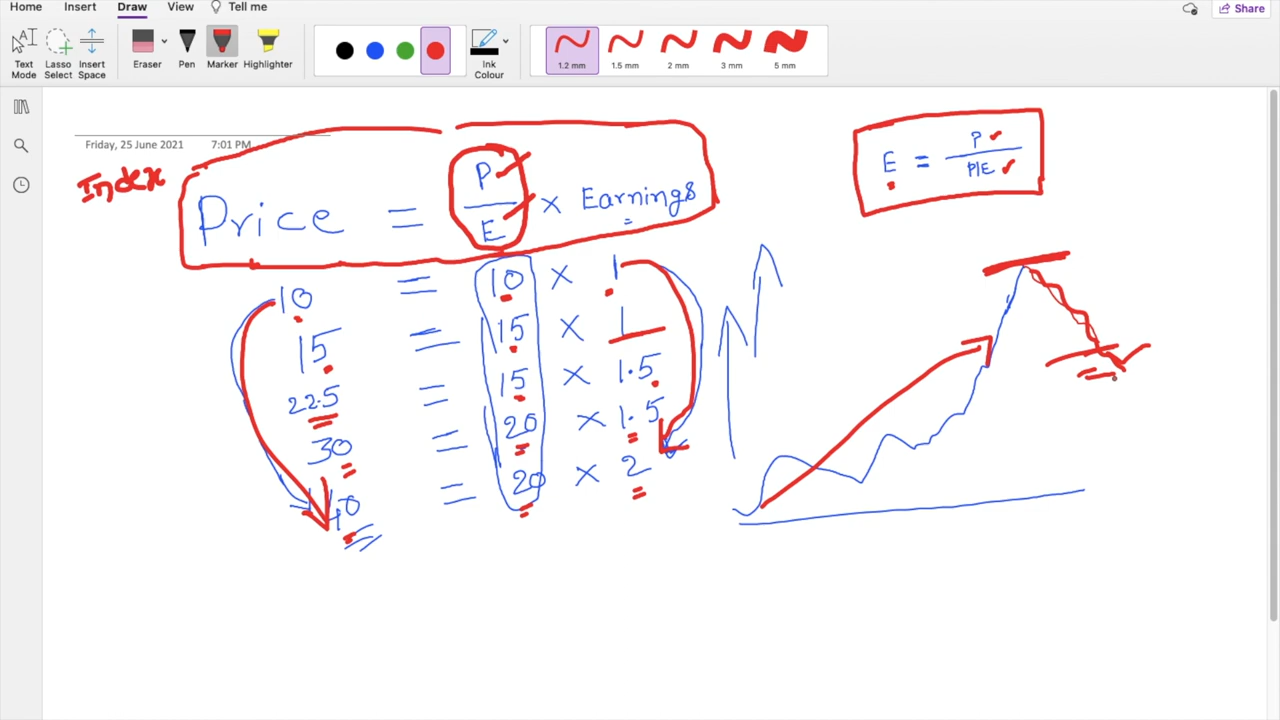 Home Insert Draw View Tell me
Share
Text Mode
Lasso Select
Insert Space
Eraser
Pen
Marker
Highlighter
Ink Colour
1.2 mm
1.5 mm
2 mm
3 mm
5 mm
Friday, 25 June 2021 7:01 PM
Index
Price = P/E × Earnings
E = P / P|E
10 = 10 × 1
15 = 15 × 1
22.5 = 15 × 1.5
30 = 20 × 1.5
40 = 20 × 2